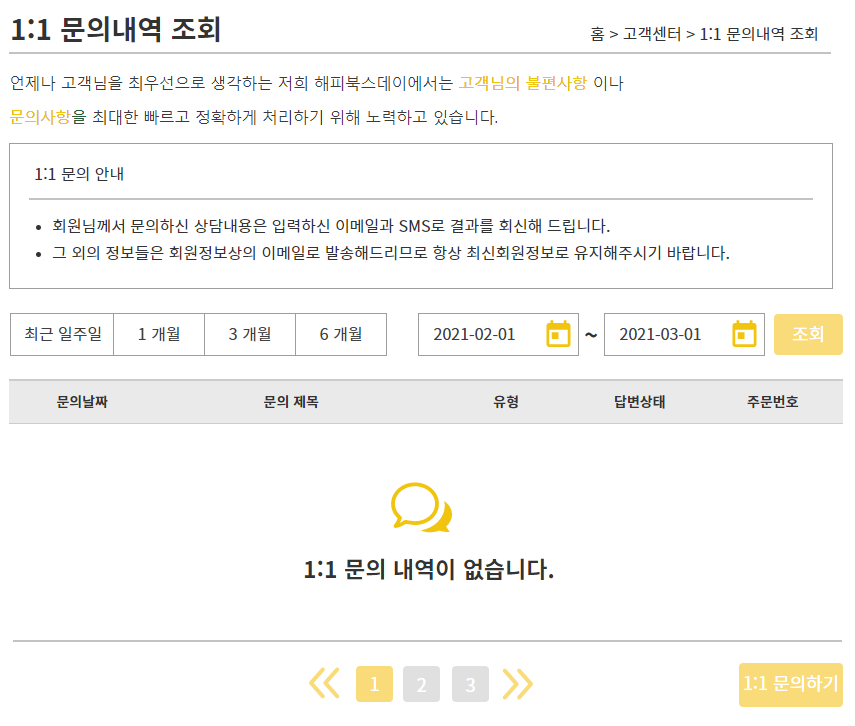 1:1 문의내역 조회
홈 > 고객센터 > 1:1 문의내역 조회
언제나 고객님을 최우선으로 생각하는 저희 해피북스데이에서는 고객님의 불편사항 이나
문의사항을 최대한 빠르고 정확하게 처리하기 위해 노력하고 있습니다.
1:1 문의 안내
• 회원님께서 문의하신 상담내용은 입력하신 이메일과 SMS로 결과를 회신해 드립니다.
• 그 외의 정보들은 회원정보상의 이메일로 발송해드리므로 항상 최신회원정보로 유지해주시기 바랍니다.
최근 일주일 1 개월 3 개월 6 개월 2021-02-01 ~ 2021-03-01 조회
문의날짜 문의 제목 유형 답변상태 주문번호
1:1 문의 내역이 없습니다.
1 2 3 1:1 문의하기